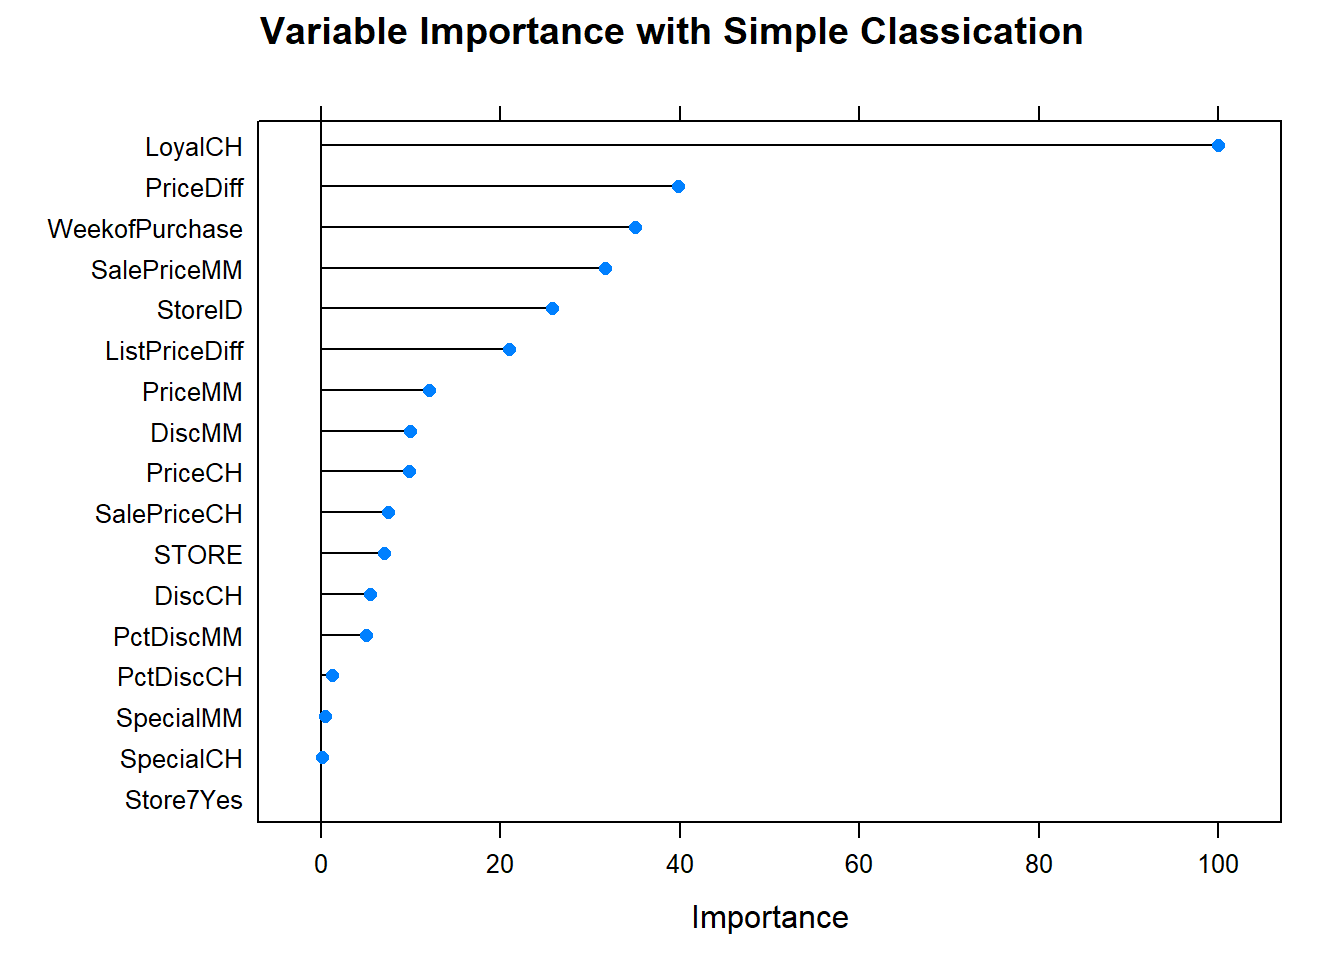 Variable Importance with Simple Classication
LoyalCH
PriceDiff
WeekofPurchase
SalePriceMM
StoreID
ListPriceDiff
PriceMM
DiscMM
PriceCH
SalePriceCH
STORE
DiscCH
PctDiscMM
PctDiscCH
SpecialMM
SpecialCH
Store7Yes
0 20 40 60 80 100
Importance